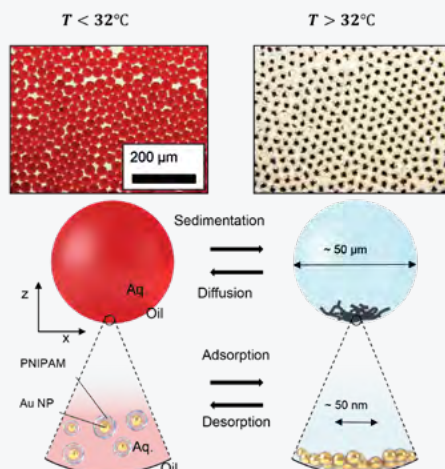 T < 32°C
T > 32°C
200 µm
Sedimentation
Diffusion
~ 50 µm
Aq.
Oil
z
x
PNIPAM
Au NP
Adsorption
Desorption
~ 50 nm
Aq.
Oil